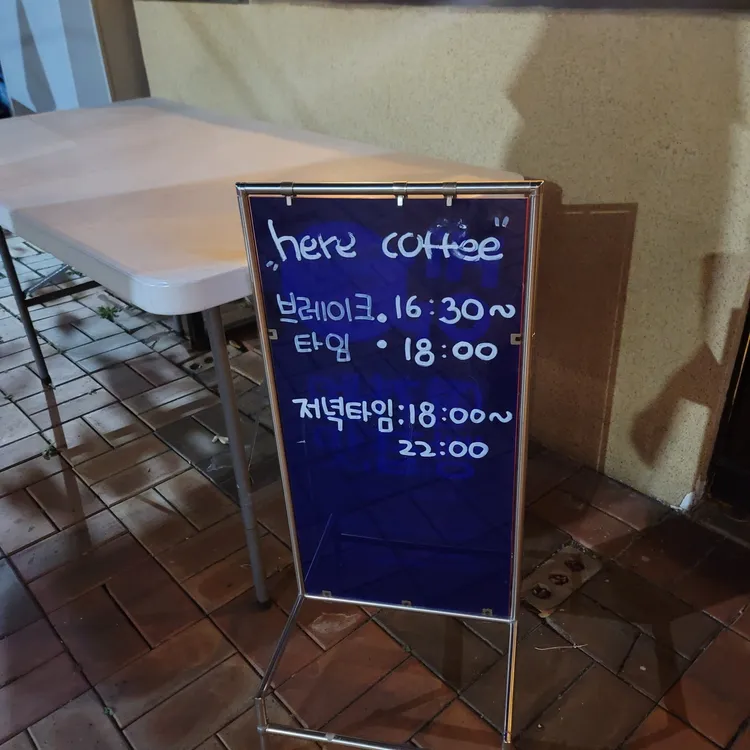 "here coffee"
브레이크 16:30~
타임 : 18:00
저녁타임:18:00~
22:00